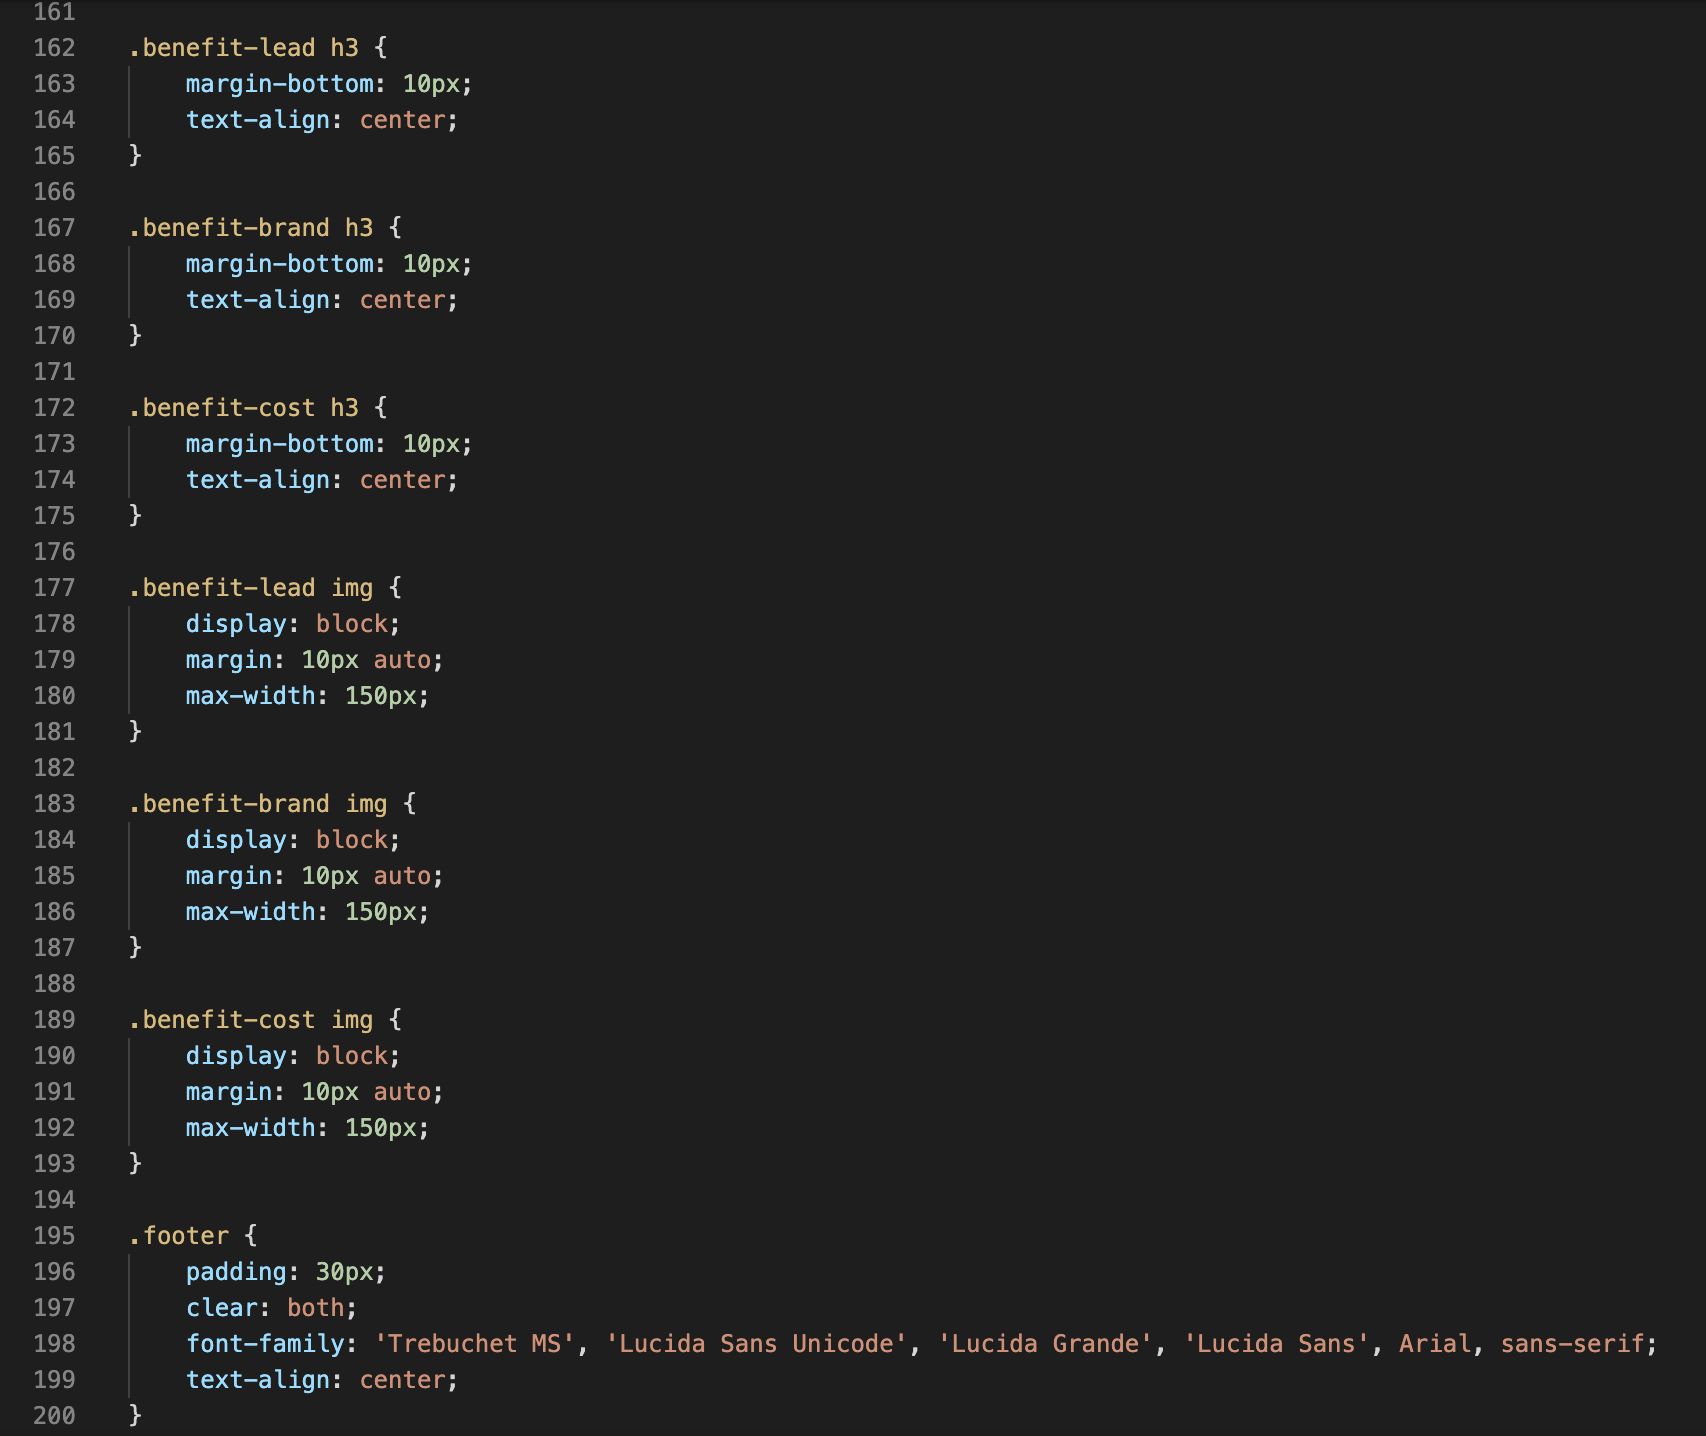 161
162 .benefit-lead h3 {
163     margin-bottom: 10px;
164     text-align: center;
165 }
166
167 .benefit-brand h3 {
168     margin-bottom: 10px;
169     text-align: center;
170 }
171
172 .benefit-cost h3 {
173     margin-bottom: 10px;
174     text-align: center;
175 }
176
177 .benefit-lead img {
178     display: block;
179     margin: 10px auto;
180     max-width: 150px;
181 }
182
183 .benefit-brand img {
184     display: block;
185     margin: 10px auto;
186     max-width: 150px;
187 }
188
189 .benefit-cost img {
190     display: block;
191     margin: 10px auto;
192     max-width: 150px;
193 }
194
195 .footer {
196     padding: 30px;
197     clear: both;
198     font-family: 'Trebuchet MS', 'Lucida Sans Unicode', 'Lucida Grande', 'Lucida Sans', Arial, sans-serif;
199     text-align: center;
200 }